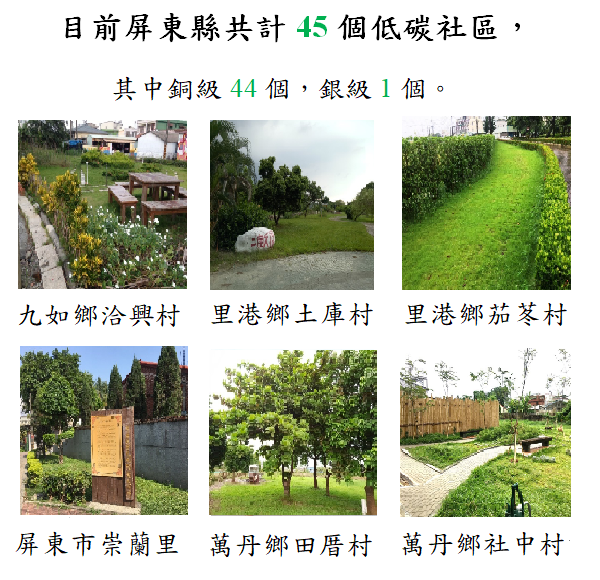 目前屏東縣共計 45 個低碳社區，
其中銅級 44 個，銀級 1 個。
九如鄉洽興村
里港鄉土庫村
里港鄉茄苳村
屏東市崇蘭里
萬丹鄉田厝村
萬丹鄉社中村